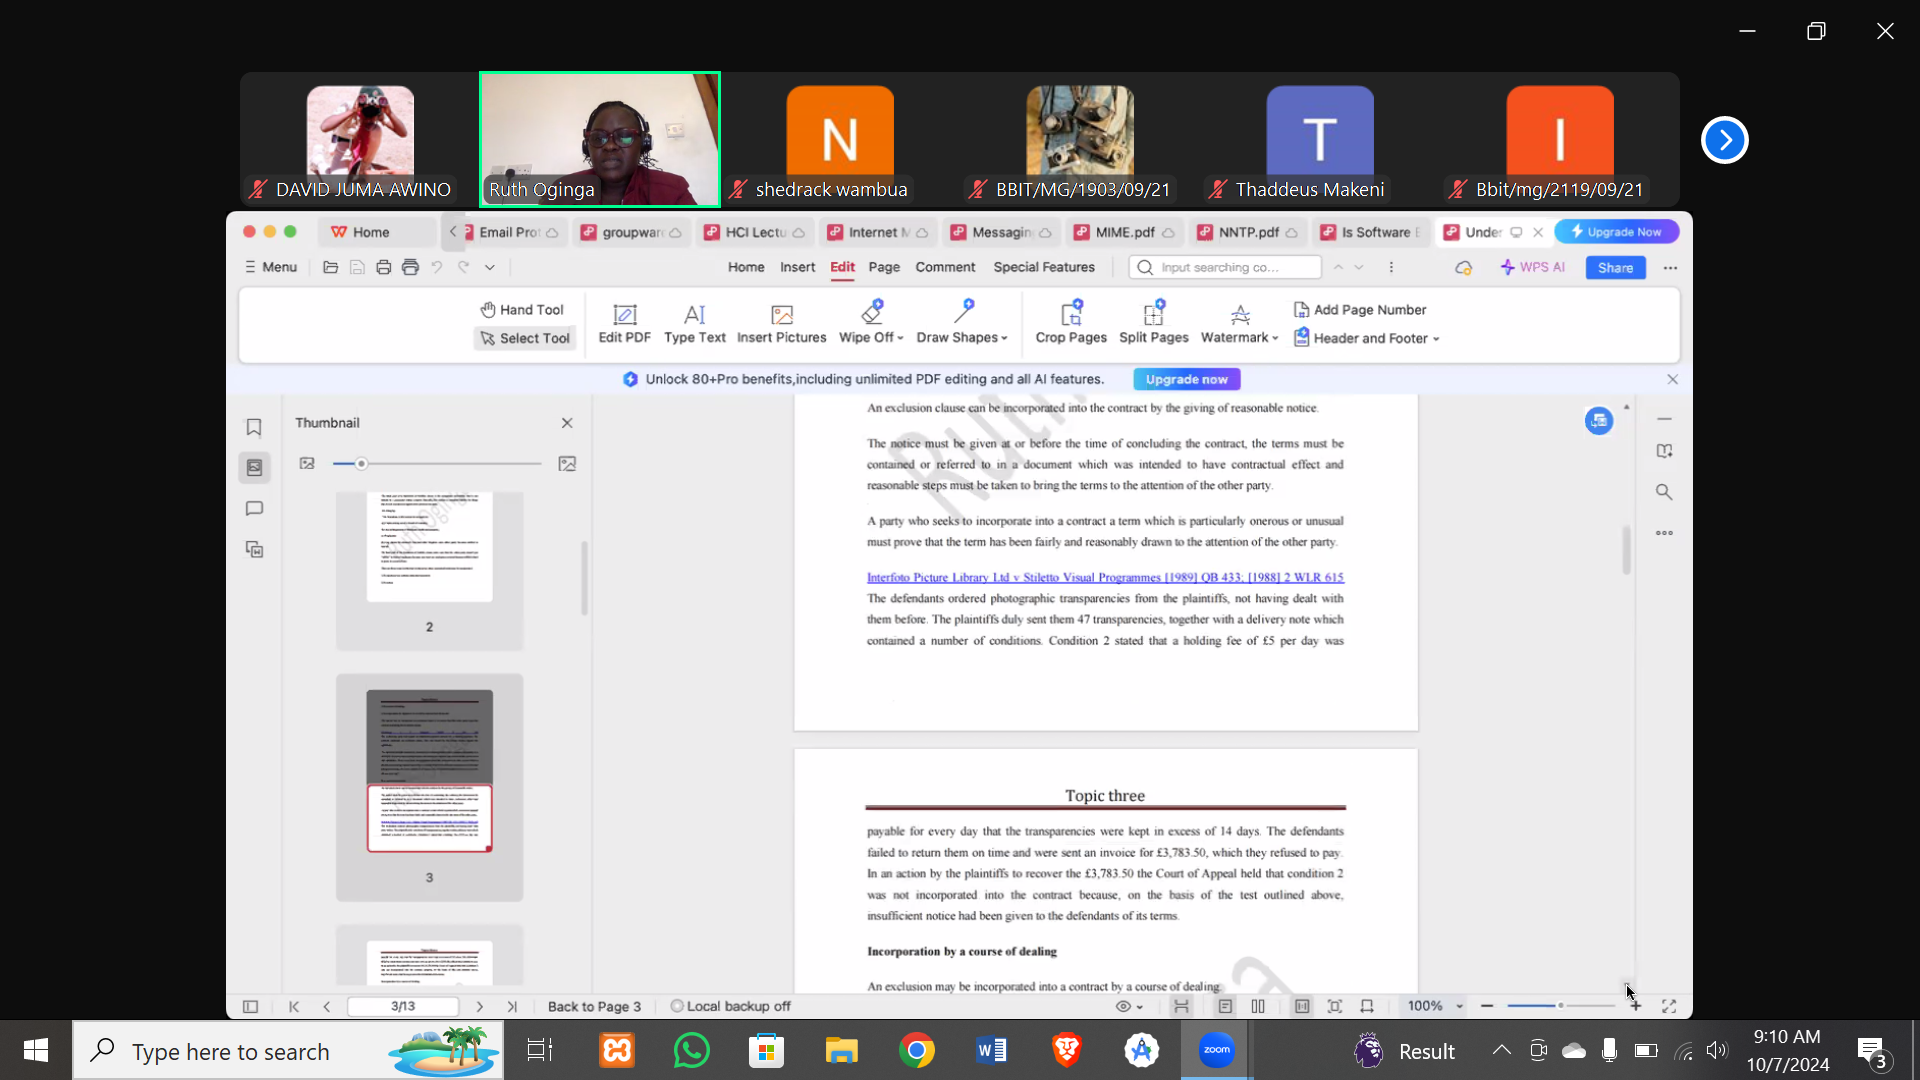 N
T
I
DAVID JUMA AWINO
Ruth Oginga
shedrack wambua
BBIT/MG/1903/09/21
Thaddeus Makeni
Bbit/mg/2119/09/21
Home
Email Pro
groupwar
HCI Lectu
Internet M
Messagin
MIME.pdf
NNTP.pdf
Is Software
Under
Upgrade Now
Menu
Home Insert Edit Page Comment Special Features
Input searching co...
WPS AI
Share
Hand Tool
Select Tool
Edit PDF
Type Text
Insert Pictures
Wipe Off
Draw Shapes
Crop Pages
Split Pages
Watermark
Add Page Number
Header and Footer
Unlock 80+Pro benefits,including unlimited PDF editing and all AI features.
Upgrade now
Thumbnail
2
3
An exclusion clause can be incorporated into the contract by the giving of reasonable notice.
The notice must be given at or before the time of concluding the contract, the terms must be
contained or referred to in a document which was intended to have contractual effect and
reasonable steps must be taken to bring the terms to the attention of the other party.
A party who seeks to incorporate into a contract a term which is particularly onerous or unusual
must prove that the term has been fairly and reasonably drawn to the attention of the other party.
Interfoto Picture Library Ltd v Stiletto Visual Programmes [1989] QB 433; [1988] 2 WLR 615
The defendants ordered photographic transparencies from the plaintiffs, not having dealt with
them before. The plaintiffs duly sent them 47 transparencies, together with a delivery note which
contained a number of conditions. Condition 2 stated that a holding fee of £5 per day was
Topic three
payable for every day that the transparencies were kept in excess of 14 days. The defendants
failed to return them on time and were sent an invoice for £3,783.50, which they refused to pay.
In an action by the plaintiffs to recover the £3,783.50 the Court of Appeal held that condition 2
was not incorporated into the contract because, on the basis of the test outlined above,
insufficient notice had been given to the defendants of its terms.
Incorporation by a course of dealing
An exclusion may be incorporated into a contract by a course of dealing.
3/13
Back to Page 3
Local backup off
100%
Type here to search
zoom
Result
9:10 AM
10/7/2024
3